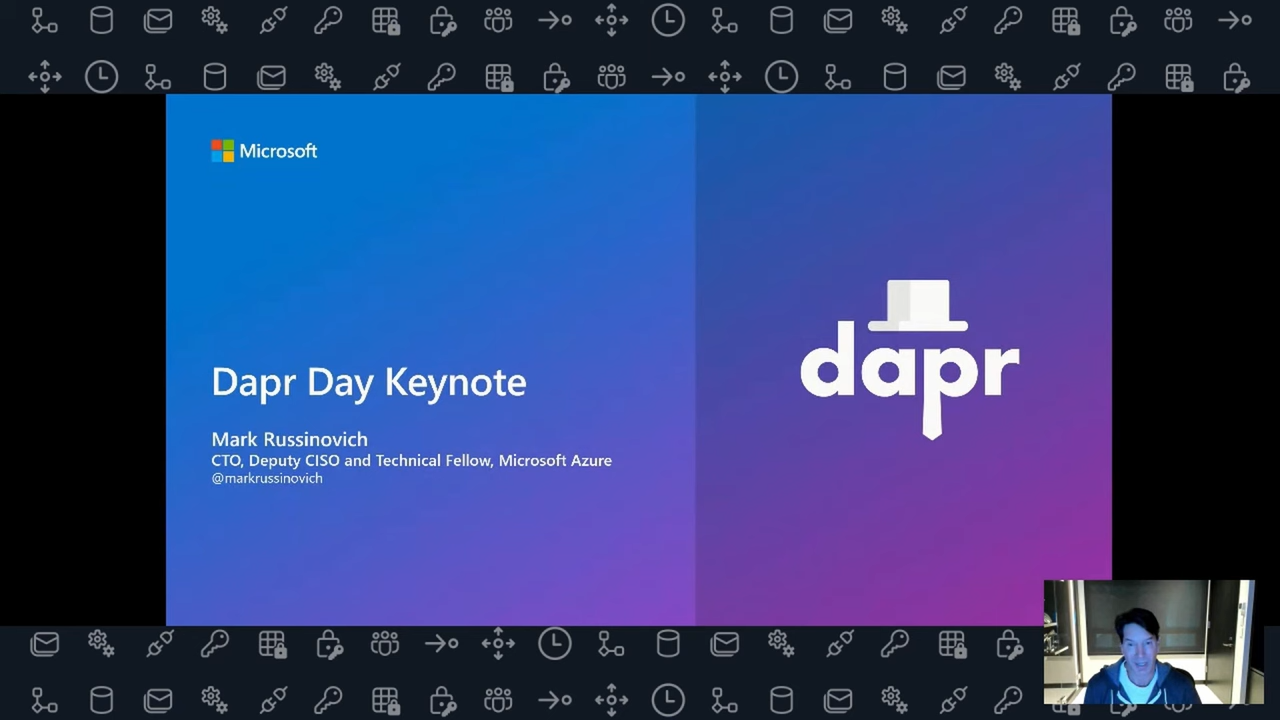 Microsoft
Dapr Day Keynote
Mark Russinovich
CTO, Deputy CISO and Technical Fellow, Microsoft Azure
@markrussinovich
dapr